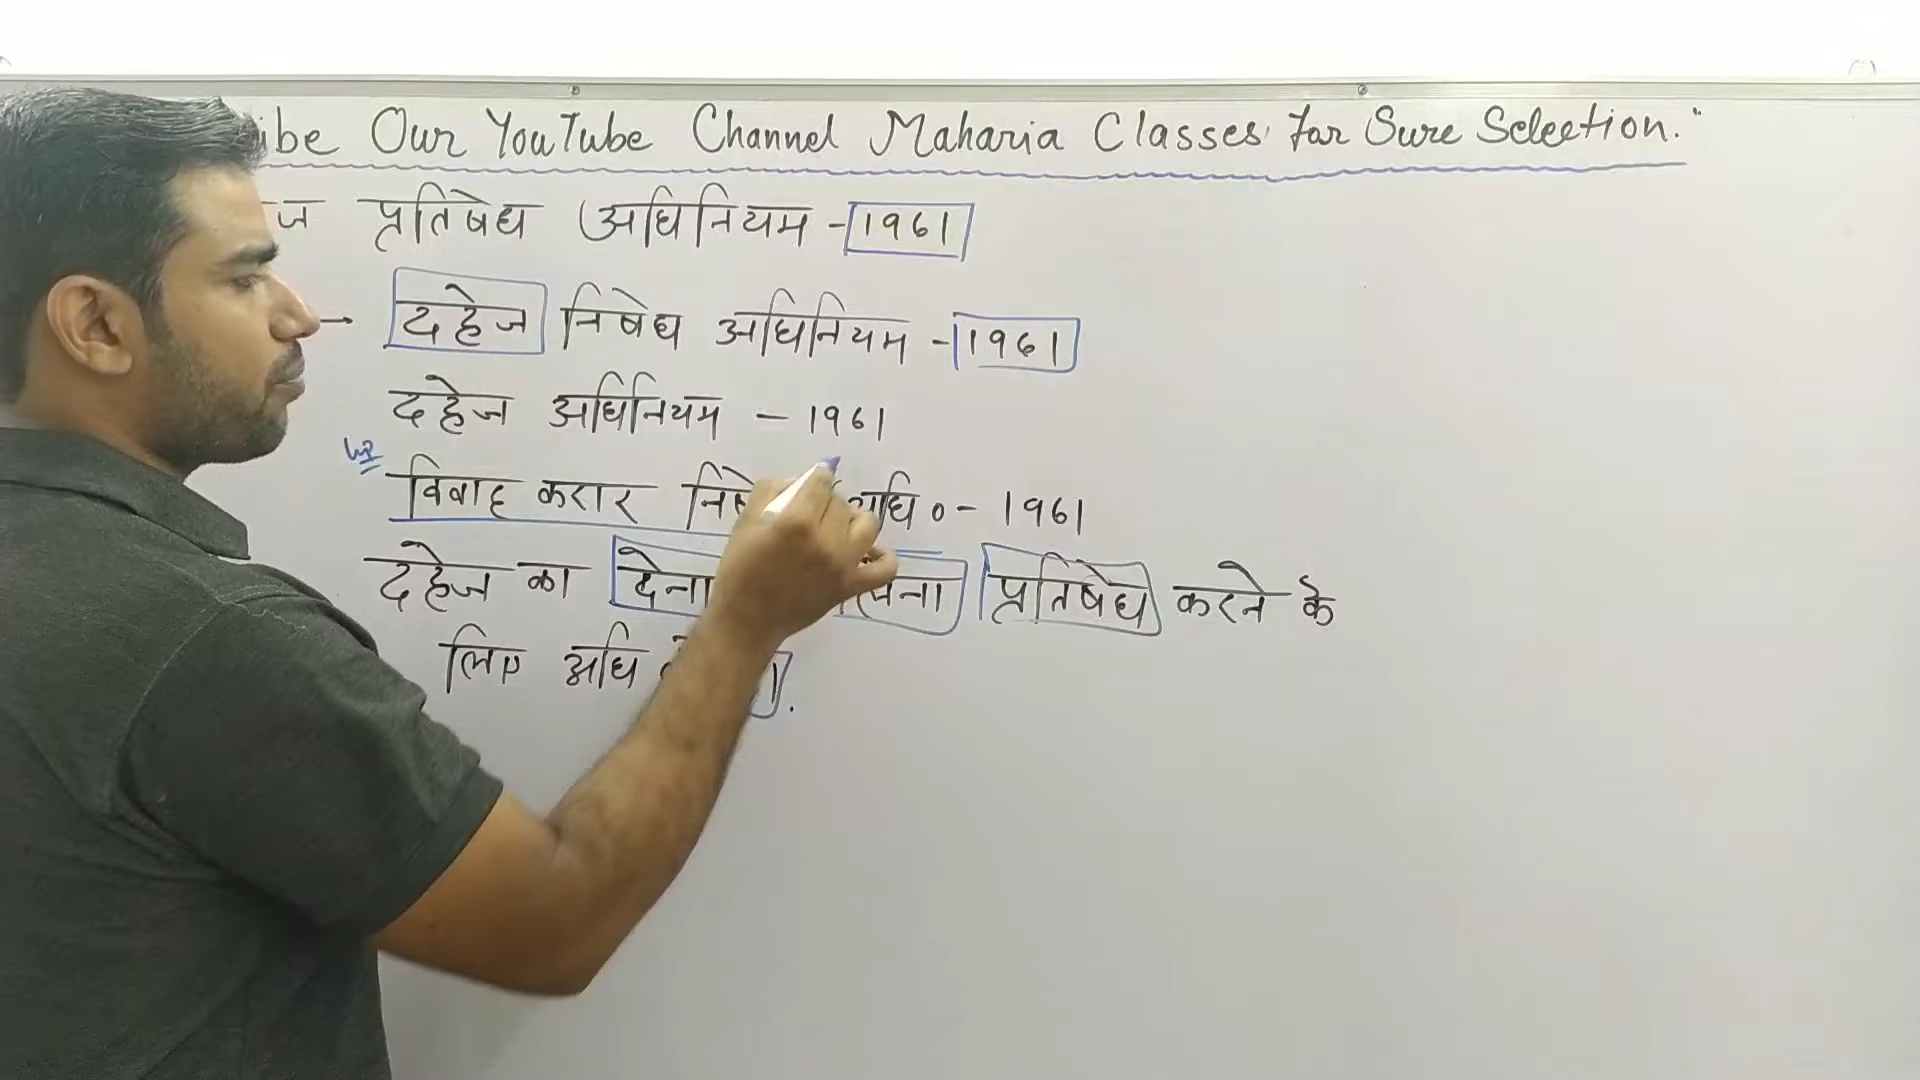 Our YouTube Channel Maharia Classes for Sure Selection."
प्रतिषेध अधिनियम - 1961
→ दहेज निषेध अधिनियम - 1961
दहेज अधिनियम - 1961
विवाह करार अधि० - 1961
दहेज का देना प्रतिषेध करने के
लिए अधि